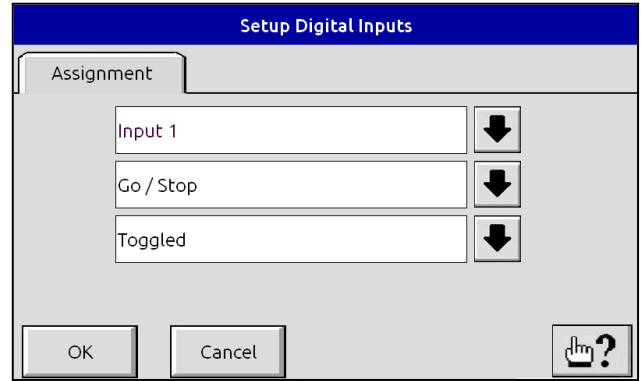 Setup Digital Inputs
Assignment
Input 1
Go / Stop
Toggled
OK Cancel ?